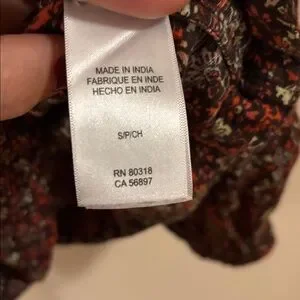 MADE IN INDIA
FABRIQUE EN INDE
HECHO EN INDIA
S/P/CH
RN 80318
CA 56897